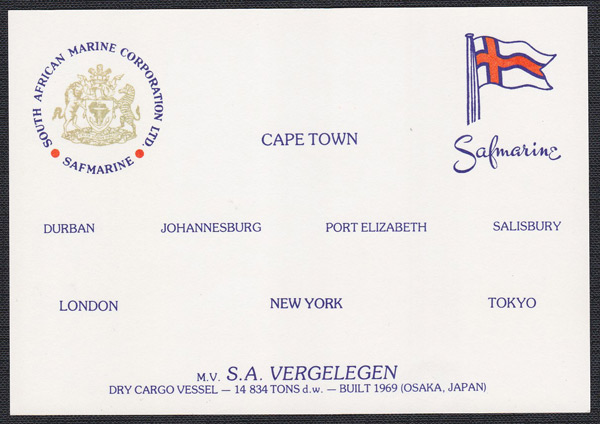 SOUTH AFRICAN MARINE CORPORATION LTD.
SAFMARINE
Safmarine
CAPE TOWN
DURBAN JOHANNESBURG PORT ELIZABETH SALISBURY
LONDON NEW YORK TOKYO
M.V. S.A. VERGELEGEN
DRY CARGO VESSEL — 14 834 TONS d.w. — BUILT 1969 (OSAKA, JAPAN)